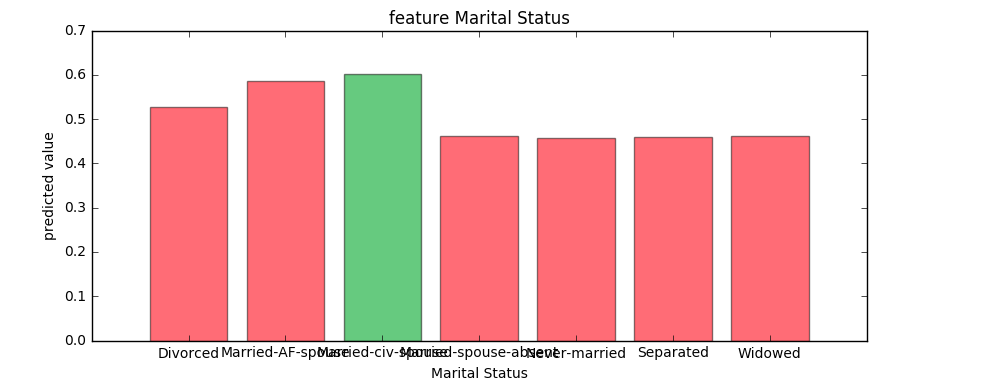 feature Marital Status
0.7
0.6
0.5
0.4
0.3
0.2
0.1
0.0
predicted value
Divorced Married-AF-spouse Married-civ-spouse Married-spouse-absent Never-married Separated Widowed
Marital Status